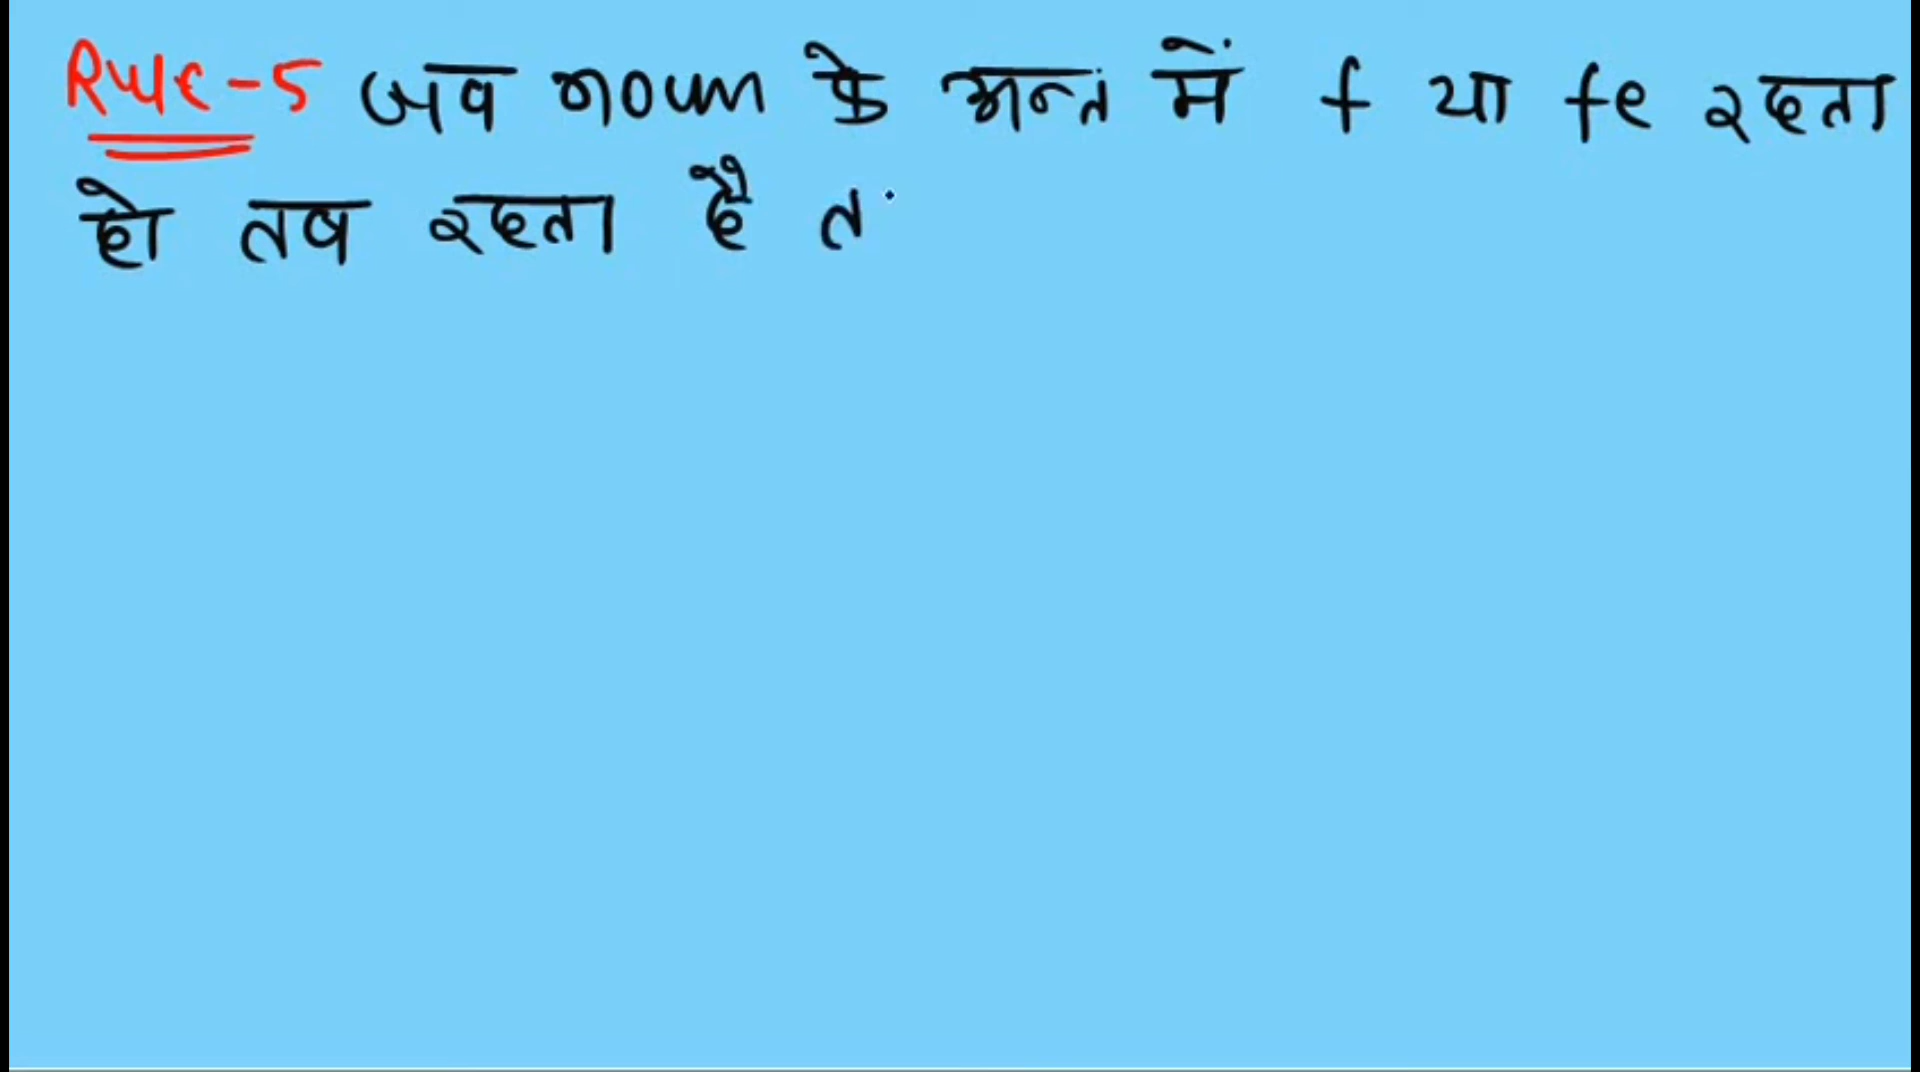 Rule-5 जब noun के अन्त में f या fe रहता
हो तब रहता है त